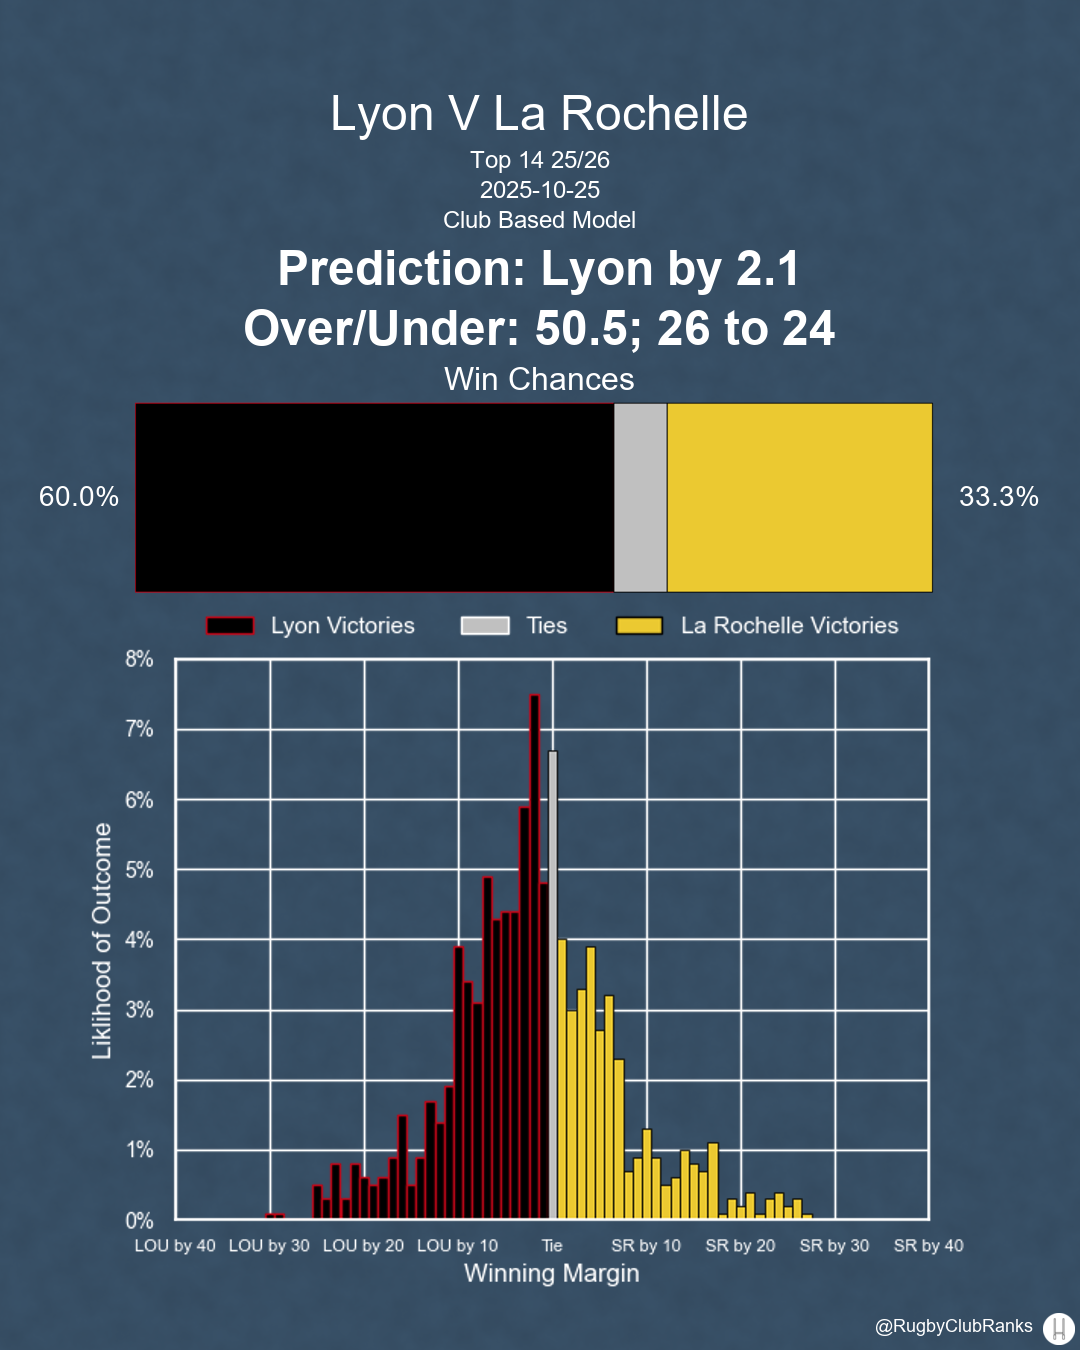 Lyon V La Rochelle
Top 14 25/26
2025-10-25
Club Based Model
Prediction: Lyon by 2.1
Over/Under: 50.5; 26 to 24
Win Chances
60.0%
33.3%
Lyon Victories
Ties
La Rochelle Victories
8%
7%
6%
5%
4%
3%
2%
1%
0%
Liklihood of Outcome
LOU by 40
LOU by 30
LOU by 20
LOU by 10
Tie
SR by 10
SR by 20
SR by 30
SR by 40
Winning Margin
@RugbyClubRanks